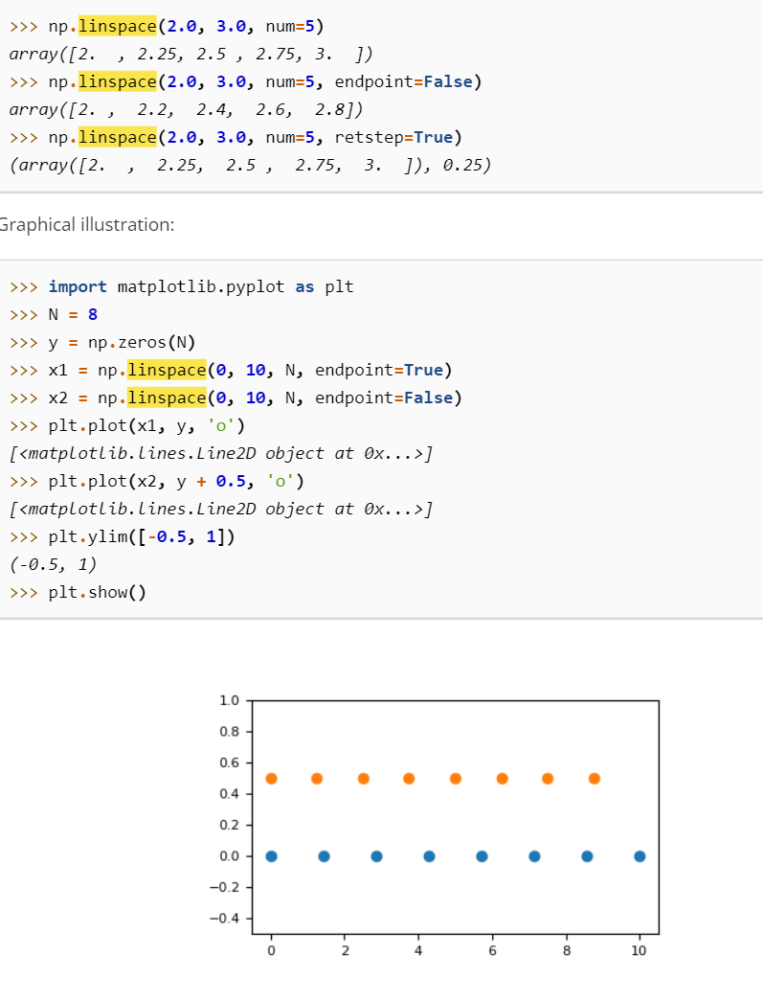 >>> np.linspace(2.0, 3.0, num=5)
array([2.  , 2.25, 2.5 , 2.75, 3.  ])
>>> np.linspace(2.0, 3.0, num=5, endpoint=False)
array([2. ,  2.2,  2.4,  2.6,  2.8])
>>> np.linspace(2.0, 3.0, num=5, retstep=True)
(array([2.  ,  2.25,  2.5 ,  2.75,  3.  ]), 0.25)
Graphical illustration:
>>> import matplotlib.pyplot as plt
>>> N = 8
>>> y = np.zeros(N)
>>> x1 = np.linspace(0, 10, N, endpoint=True)
>>> x2 = np.linspace(0, 10, N, endpoint=False)
>>> plt.plot(x1, y, 'o')
[<matplotlib.lines.Line2D object at 0x...>]
>>> plt.plot(x2, y + 0.5, 'o')
[<matplotlib.lines.Line2D object at 0x...>]
>>> plt.ylim([-0.5, 1])
(-0.5, 1)
>>> plt.show()
1.0
0.8
0.6
0.4
0.2
0.0
−0.2
−0.4
0 2 4 6 8 10